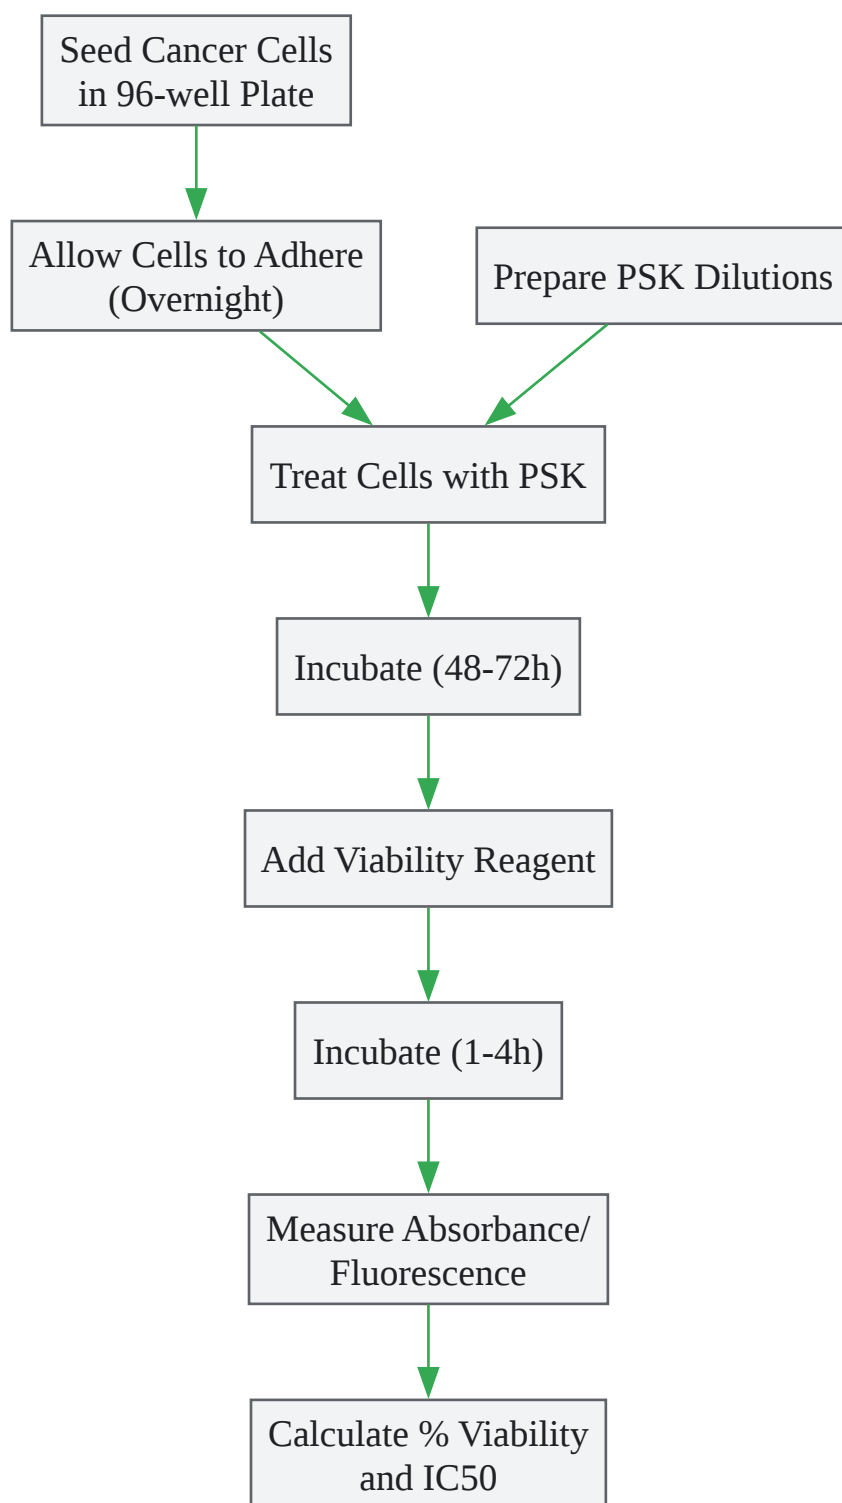 Seed Cancer Cells
in 96-well Plate
Allow Cells to Adhere
(Overnight)
Prepare PSK Dilutions
Treat Cells with PSK
Incubate (48-72h)
Add Viability Reagent
Incubate (1-4h)
Measure Absorbance/
Fluorescence
Calculate % Viability
and IC50